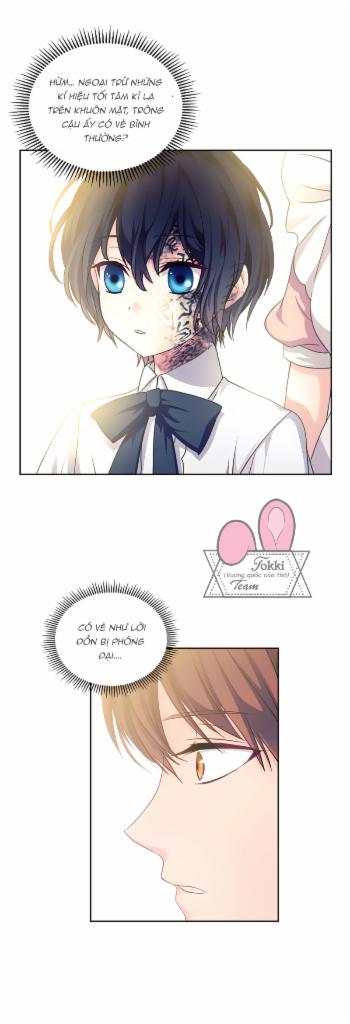 HỪM... NGOẠI TRỪ NHỮNG
KÍ HIỆU TỐI TĂM KÌ LẠ
TRÊN KHUÔN MẶT, TRÔNG
CẬU ẤY CÓ VẺ BÌNH
THƯỜNG?
Tokki
(Vương quốc của thỏ)
Team
CÓ VẺ NHƯ LỜI
ĐỒN BỊ PHÓNG
ĐẠI....